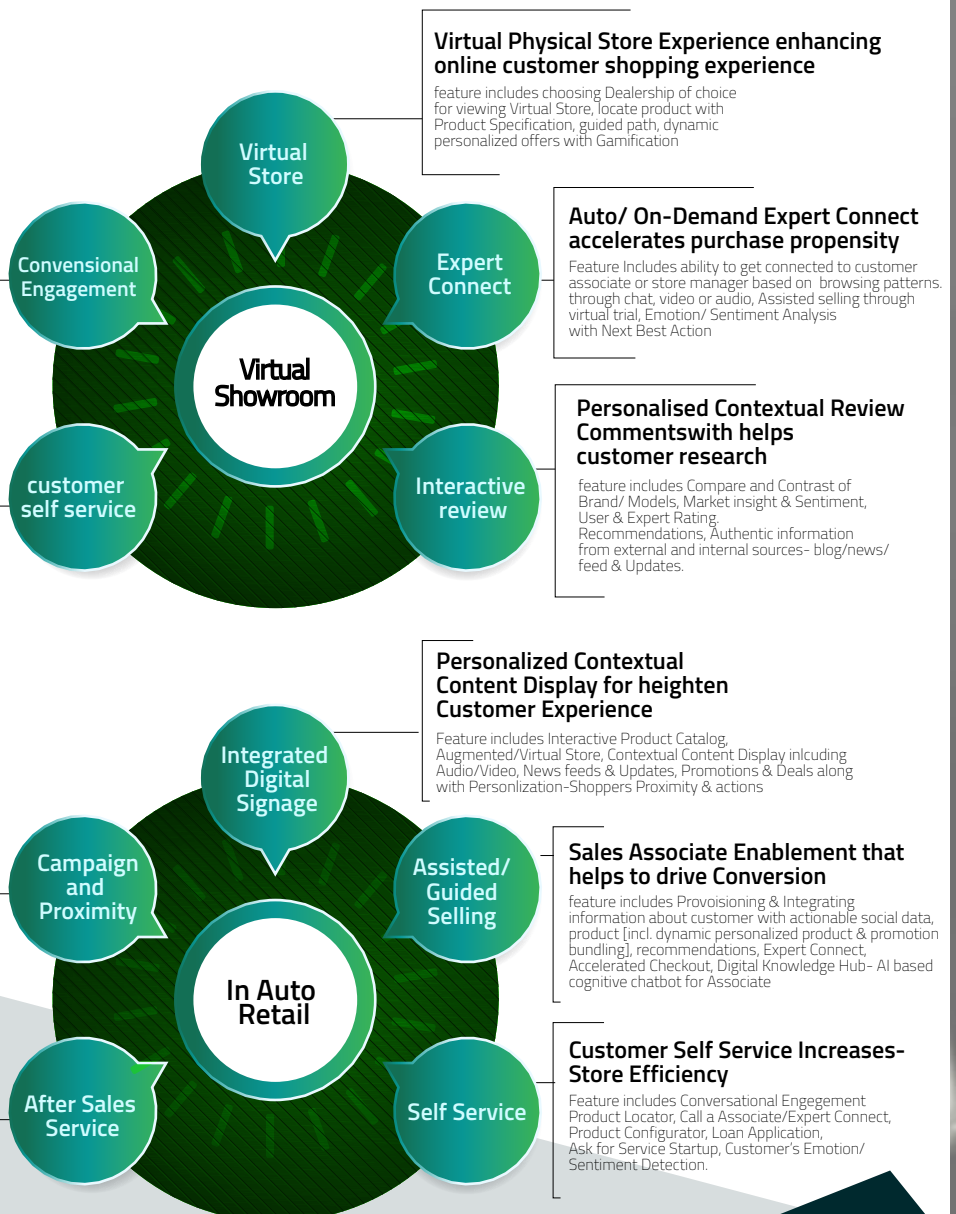 Virtual Physical Store Experience enhancing
online customer shopping experience
feature includes choosing Dealership of choice
for viewing Virtual Store, locate product with
Product Specification, guided path, dynamic
personalized offers with Gamification
Virtual
Store
Convensional
Engagement
Expert
Connect
Auto/ On-Demand Expert Connect
accelerates purchase propensity
Feature Includes ability to get connected to customer
associate or store manager based on browsing patterns.
through chat, video or audio, Assisted selling through
virtual trial, Emotion/ Sentiment Analysis
with Next Best Action
Virtual
Showroom
customer
self service
Interactive
review
Personalised Contextual Review
Commentswith helps
customer research
feature includes Compare and Contrast of
Brand/ Models, Market insight & Sentiment,
User & Expert Rating.
Recommendations, Authentic information
from external and internal sources- blog/news/
feed & Updates.
Personalized Contextual
Content Display for heighten
Customer Experience
Feature includes Interactive Product Catalog,
Augmented/Virtual Store, Contextual Content Display inlcuding
Audio/Video, News feeds & Updates, Promotions & Deals along
with Personlization-Shoppers Proximity & actions
Integrated
Digital
Signage
Campaign
and
Proximity
Assisted/
Guided
Selling
Sales Associate Enablement that
helps to drive Conversion
feature includes Provoisioning & Integrating
information about customer with actionable social data,
product [incl. dynamic personalized product & promotion
bundling], recommendations, Expert Connect,
Accelerated Checkout, Digital Knowledge Hub- AI based
cognitive chatbot for Associate
In Auto
Retail
After Sales
Service
Self Service
Customer Self Service Increases-
Store Efficiency
Feature includes Conversational Engegement
Product Locator, Call a Associate/Expert Connect,
Product Configurator, Loan Application,
Ask for Service Startup, Customer's Emotion/
Sentiment Detection.